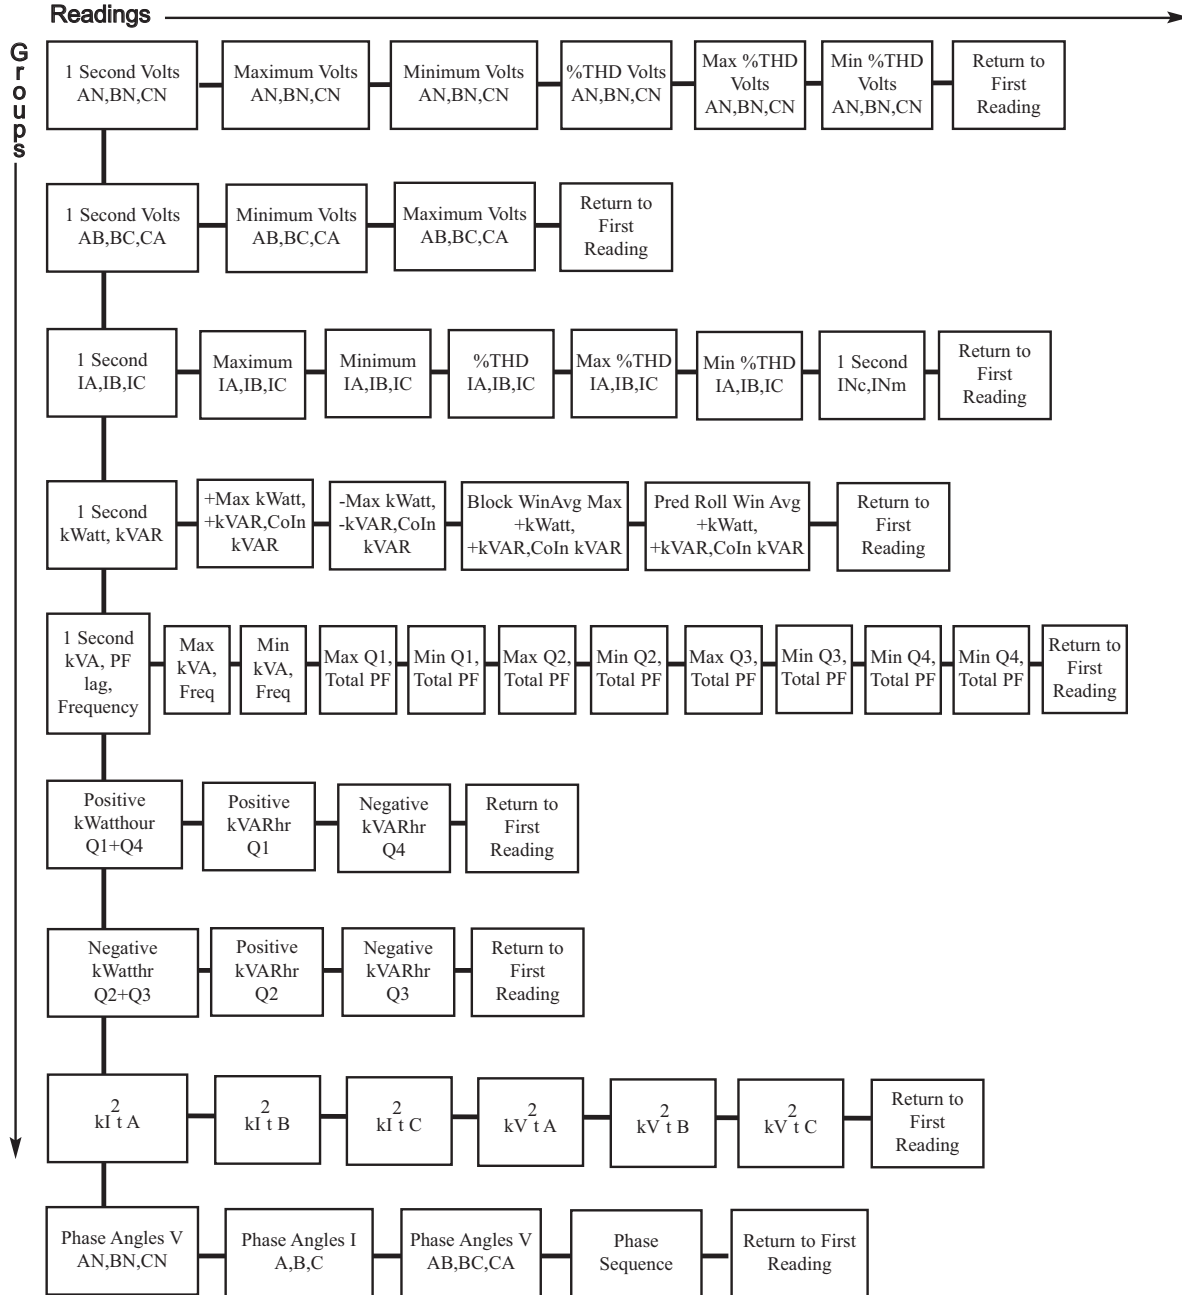 Readings
Groups
1 Second Volts
AN,BN,CN
Maximum Volts
AN,BN,CN
Minimum Volts
AN,BN,CN
%THD Volts
AN,BN,CN
Max %THD
Volts
AN,BN,CN
Min %THD
Volts
AN,BN,CN
Return to
First
Reading
1 Second Volts
AB,BC,CA
Minimum Volts
AB,BC,CA
Maximum Volts
AB,BC,CA
Return to
First
Reading
1 Second
IA,IB,IC
Maximum
IA,IB,IC
Minimum
IA,IB,IC
%THD
IA,IB,IC
Max %THD
IA,IB,IC
Min %THD
IA,IB,IC
1 Second
INc,INm
Return to
First
Reading
1 Second
kWatt, kVAR
+Max kWatt,
+kVAR,CoIn
kVAR
-Max kWatt,
-kVAR,CoIn
kVAR
Block WinAvg Max
+kWatt,
+kVAR,CoIn kVAR
Pred Roll Win Avg
+kWatt,
+kVAR,CoIn kVAR
Return to
First
Reading
1 Second
kVA, PF
lag,
Frequency
Max
kVA,
Freq
Min
kVA,
Freq
Max Q1,
Total PF
Min Q1,
Total PF
Max Q2,
Total PF
Min Q2,
Total PF
Max Q3,
Total PF
Min Q3,
Total PF
Min Q4,
Total PF
Min Q4,
Total PF
Return to
First
Reading
Positive
kWatthour
Q1+Q4
Positive
kVARhr
Q1
Negative
kVARhr
Q4
Return to
First
Reading
Negative
kWatthr
Q2+Q3
Positive
kVARhr
Q2
Negative
kVARhr
Q3
Return to
First
Reading
kI²t A
kI²t B
kI²t C
kV²t A
kV²t B
kV²t C
Return to
First
Reading
Phase Angles V
AN,BN,CN
Phase Angles I
A,B,C
Phase Angles V
AB,BC,CA
Phase
Sequence
Return to First
Reading